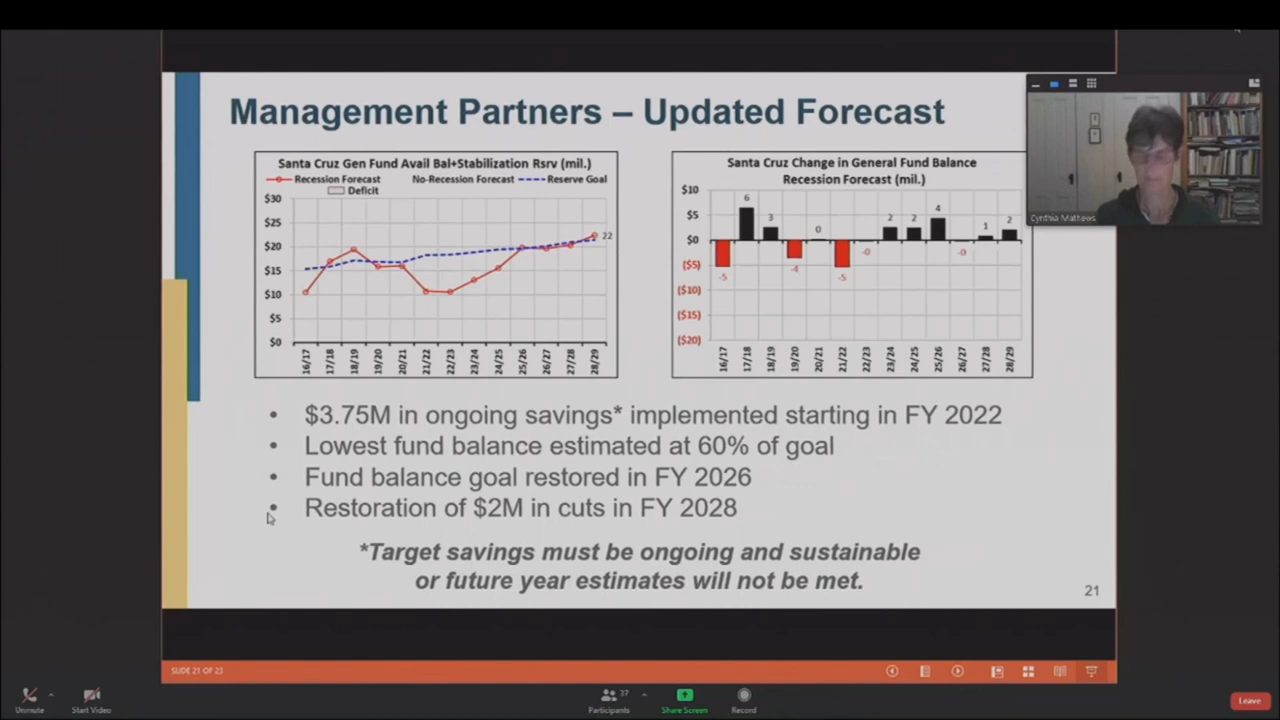 Management Partners – Updated Forecast
Santa Cruz Gen Fund Avail Bal+Stabilization Rsrv (mil.)
Recession Forecast No-Recession Forecast Reserve Goal
Deficit
$30
$25
$20
$15
$10
$5
$0
22
16/17 17/18 18/19 19/20 20/21 21/22 22/23 23/24 24/25 25/26 26/27 27/28 28/29
Santa Cruz Change in General Fund Balance
Recession Forecast (mil.)
$10
$5
$0
($5)
($10)
($15)
($20)
-5 6 3 -4 0 -5 -0 2 2 4 -0 1 2
16/17 17/18 18/19 19/20 20/21 21/22 22/23 23/24 24/25 25/26 26/27 27/28 28/29
Cynthia Mathews
• $3.75M in ongoing savings* implemented starting in FY 2022
• Lowest fund balance estimated at 60% of goal
• Fund balance goal restored in FY 2026
• Restoration of $2M in cuts in FY 2028
*Target savings must be ongoing and sustainable
or future year estimates will not be met.
21
SLIDE 21 OF 23
Unmute
Start Video
37
Participants
Share Screen
Record
Leave